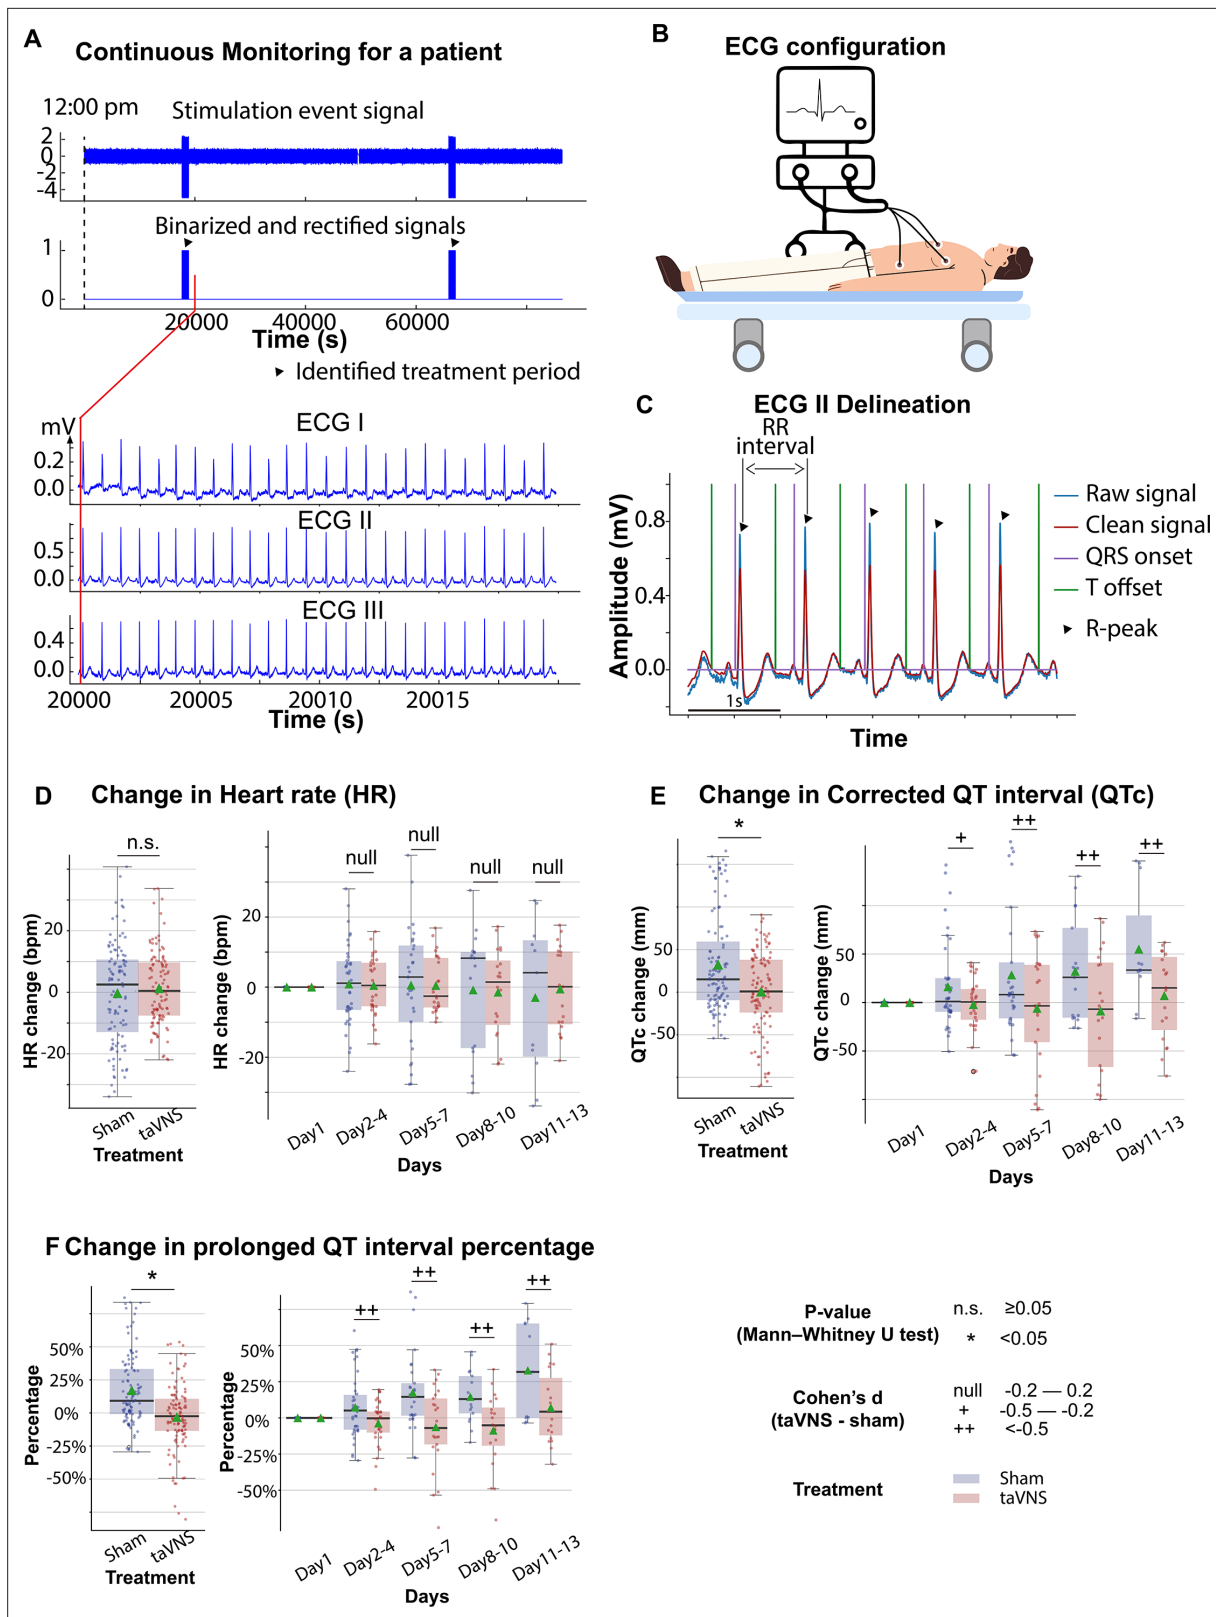 A
Continuous Monitoring for a patient
12:00 pm
Stimulation event signal
2
0
-2
-4
Binarized and rectified signals
1
0
20000 40000 60000
Time (s)
Identified treatment period
mV
ECG I
0.2
0.0
ECG II
0.5
0.0
ECG III
0.4
0.0
20000 20005 20010 20015
Time (s)
B
ECG configuration
C
ECG II Delineation
RR
interval
Amplitude (mV)
0.8
0.4
0.0
1s
Time
Raw signal
Clean signal
QRS onset
T offset
R-peak
D
Change in Heart rate (HR)
n.s.
HR change (bpm)
20
0
-20
Sham
taVNS
Treatment
null
null
null
null
HR change (bpm)
20
0
-20
Day1
Day2-4
Day5-7
Day8-10
Day11-13
Days
E
Change in Corrected QT interval (QTc)
*
QTc change (mm)
50
0
-50
Sham
taVNS
Treatment
+
++
++
++
QTc change (mm)
50
0
-50
Day1
Day2-4
Day5-7
Day8-10
Day11-13
Days
F Change in prolonged QT interval percentage
*
Percentage
50%
25%
0%
-25%
-50%
Sham
taVNS
Treatment
++
++
++
++
Percentage
50%
25%
0%
-25%
-50%
Day1
Day2-4
Day5-7
Day8-10
Day11-13
Days
P-value
(Mann–Whitney U test)
n.s. ≥0.05
* <0.05
Cohen's d
(taVNS - sham)
null -0.2 — 0.2
+ -0.5 — -0.2
++ <-0.5
Treatment
Sham
taVNS